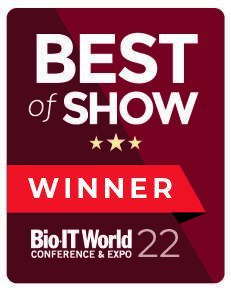 BEST
of SHOW
WINNER
Bio-IT World 22
CONFERENCE & EXPO